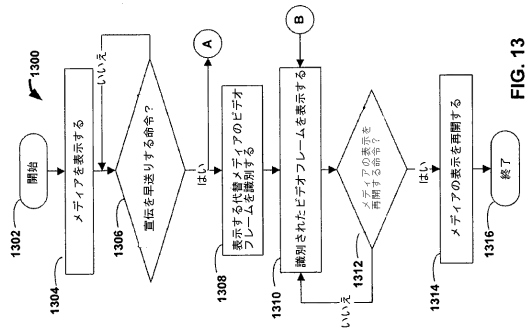 1300
1302
開始
1304
メディアを表示する
1306
宣伝を早送りする命令?
いいえ
はい
A
1308
表示する代替メディアのビデオ
フレームを識別する
B
1310
識別されたビデオフレームを表示する
1312
メディアの表示を
再開する命令?
いいえ
はい
1314
メディアの表示を再開する
1316
終了
FIG. 13